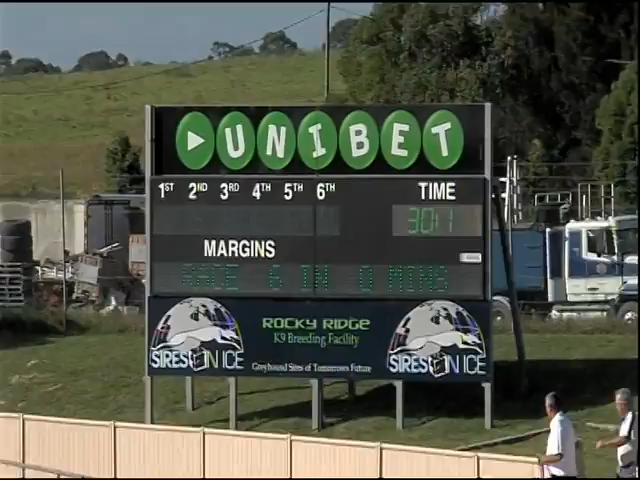 UNIBET
1ST 2ND 3RD 4TH 5TH 6TH TIME
30:1
MARGINS
RACE 6 IN 0 MINS
SIRES ON ICE
ROCKY RIDGE
K9 Breeding Facility
Greyhound Sires of Tomorrows Future
SIRES ON ICE